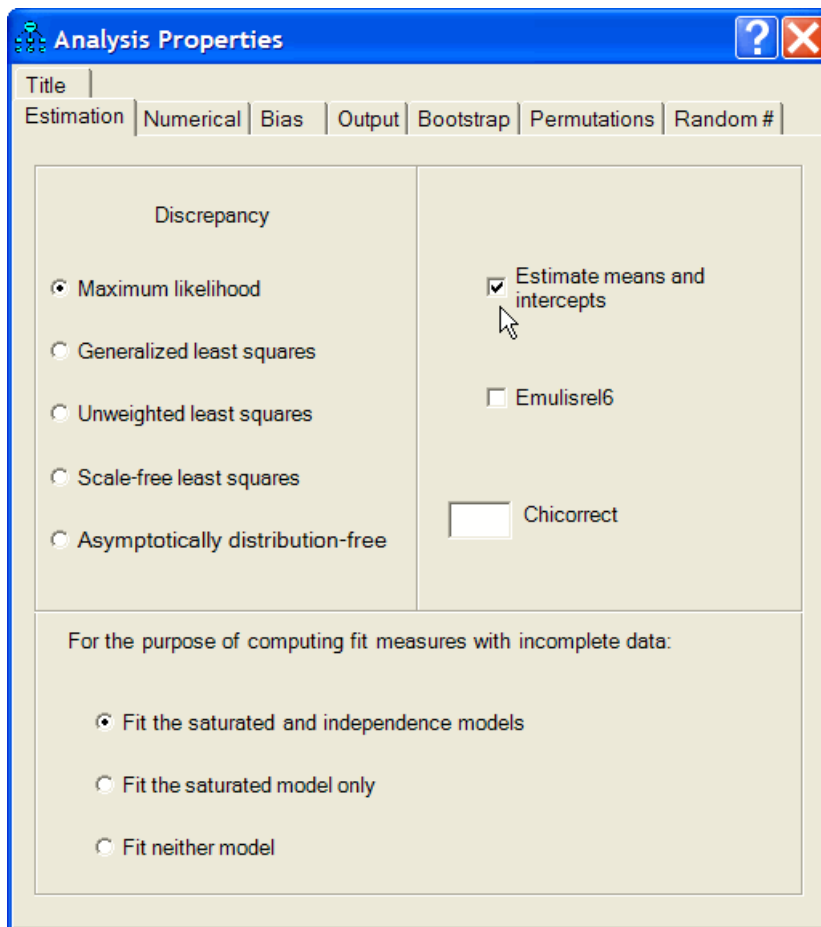 Analysis Properties
?
Title
Estimation Numerical Bias Output Bootstrap Permutations Random #
Discrepancy
Maximum likelihood
Generalized least squares
Unweighted least squares
Scale-free least squares
Asymptotically distribution-free
Estimate means and
intercepts
Emulisrel6
Chicorrect
For the purpose of computing fit measures with incomplete data:
Fit the saturated and independence models
Fit the saturated model only
Fit neither model